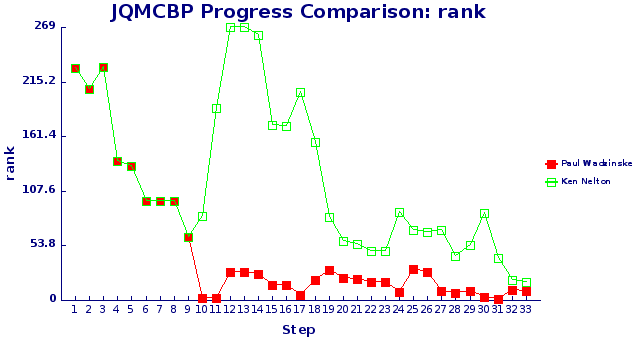 JQMCBP Progress Comparison: rank
269
215.2
161.4
107.6
53.8
0
rank
1 2 3 4 5 6 7 8 9 10 11 12 13 14 15 16 17 18 19 20 21 22 23 24 25 26 27 28 29 30 31 32 33
Step
Paul Wadzinske
Ken Nelton